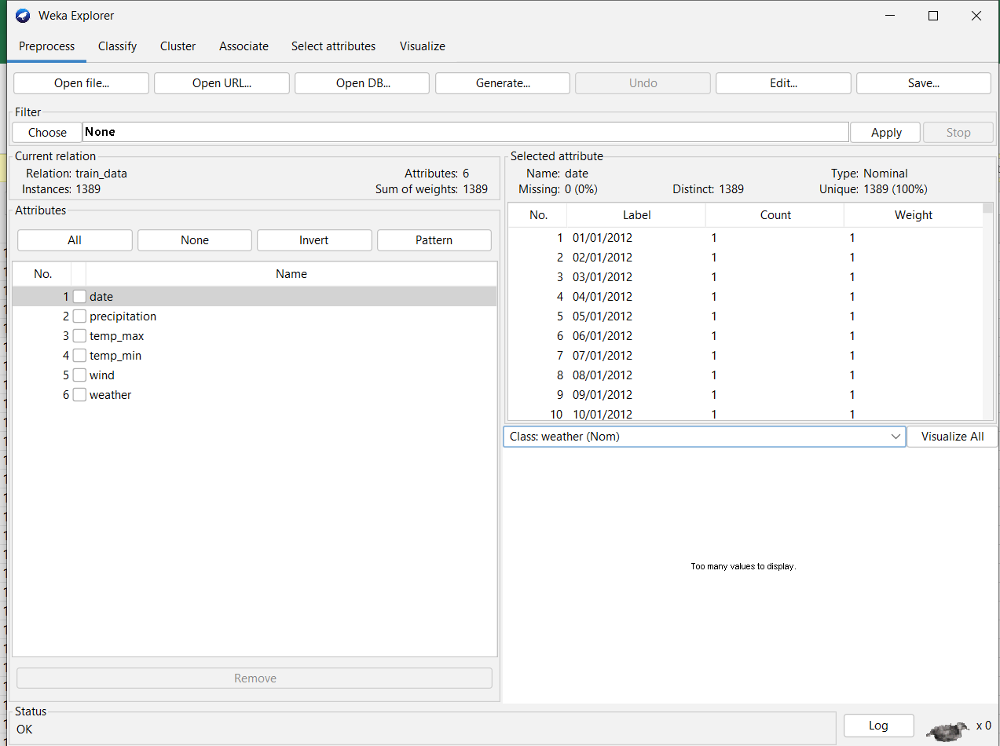 Weka Explorer
Preprocess Classify Cluster Associate Select attributes Visualize
Open file... Open URL... Open DB... Generate... Undo Edit... Save...
Filter
Choose None Apply Stop
Current relation
Relation: train_data Attributes: 6
Instances: 1389 Sum of weights: 1389
Attributes
All None Invert Pattern
No. Name
1 date
2 precipitation
3 temp_max
4 temp_min
5 wind
6 weather
Remove
Selected attribute
Name: date Type: Nominal
Missing: 0 (0%) Distinct: 1389 Unique: 1389 (100%)
No. Label Count Weight
1 01/01/2012 1 1
2 02/01/2012 1 1
3 03/01/2012 1 1
4 04/01/2012 1 1
5 05/01/2012 1 1
6 06/01/2012 1 1
7 07/01/2012 1 1
8 08/01/2012 1 1
9 09/01/2012 1 1
10 10/01/2012 1 1
Class: weather (Nom) Visualize All
Too many values to display.
Status
OK
Log x 0